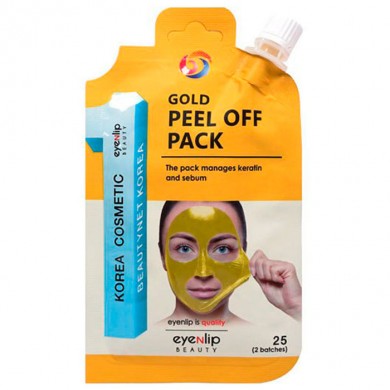 GOLD
PEEL OFF
PACK
The pack manages keratin
and sebum
eyeNlip
BEAUTY
KOREA COSMETIC
BEAUTYNET KOREA
eyenlip is quality
eyeNlip
BEAUTY
25
(2 batches)